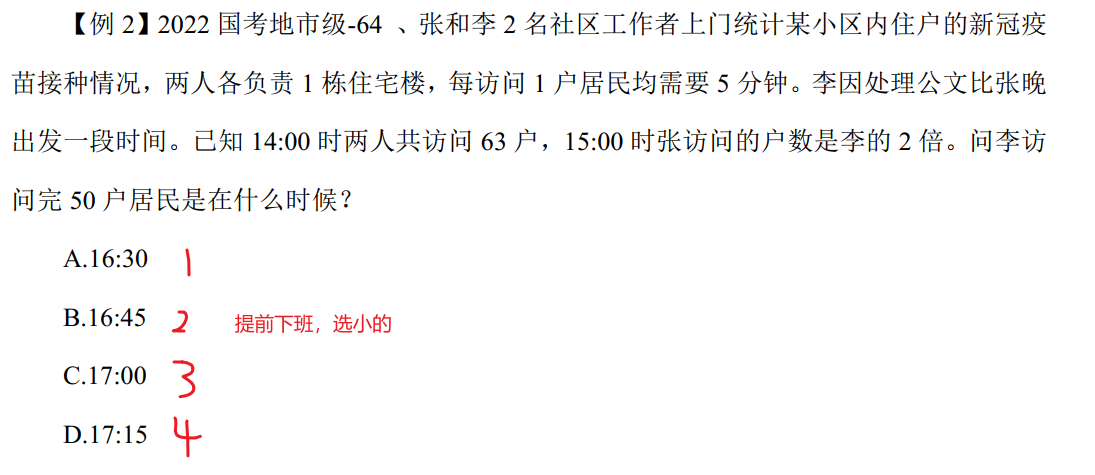 【例 2】2022 国考地市级-64 、张和李 2 名社区工作者上门统计某小区内住户的新冠疫
苗接种情况，两人各负责 1 栋住宅楼，每访问 1 户居民均需要 5 分钟。李因处理公文比张晚
出发一段时间。已知 14:00 时两人共访问 63 户，15:00 时张访问的户数是李的 2 倍。问李访
问完 50 户居民是在什么时候？
A.16:30 1
B.16:45 2 提前下班，选小的
C.17:00 3
D.17:15 4